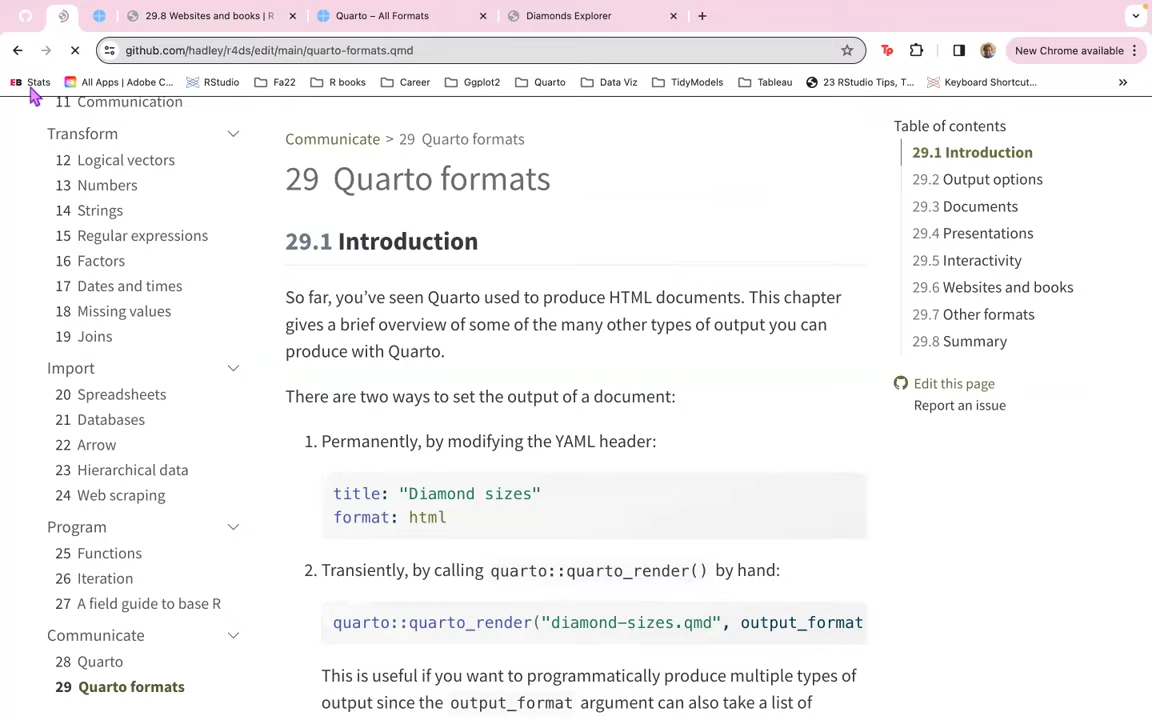 29.8 Websites and books | R
Quarto – All Formats
Diamonds Explorer
github.com/hadley/r4ds/edit/main/quarto-formats.qmd
New Chrome available
EB Stats
All Apps | Adobe C...
RStudio
Fa22
R books
Career
Ggplot2
Quarto
Data Viz
TidyModels
Tableau
23 RStudio Tips, T...
Keyboard Shortcut...
11 Communication
Transform
12 Logical vectors
13 Numbers
14 Strings
15 Regular expressions
16 Factors
17 Dates and times
18 Missing values
19 Joins
Import
20 Spreadsheets
21 Databases
22 Arrow
23 Hierarchical data
24 Web scraping
Program
25 Functions
26 Iteration
27 A field guide to base R
Communicate
28 Quarto
29 Quarto formats
Communicate > 29 Quarto formats
29 Quarto formats
29.1 Introduction
So far, you’ve seen Quarto used to produce HTML documents. This chapter
gives a brief overview of some of the many other types of output you can
produce with Quarto.
There are two ways to set the output of a document:
1. Permanently, by modifying the YAML header:
title: "Diamond sizes"
format: html
2. Transiently, by calling quarto::quarto_render() by hand:
quarto::quarto_render("diamond-sizes.qmd", output_format
This is useful if you want to programmatically produce multiple types of
output since the output_format argument can also take a list of
Table of contents
29.1 Introduction
29.2 Output options
29.3 Documents
29.4 Presentations
29.5 Interactivity
29.6 Websites and books
29.7 Other formats
29.8 Summary
Edit this page
Report an issue